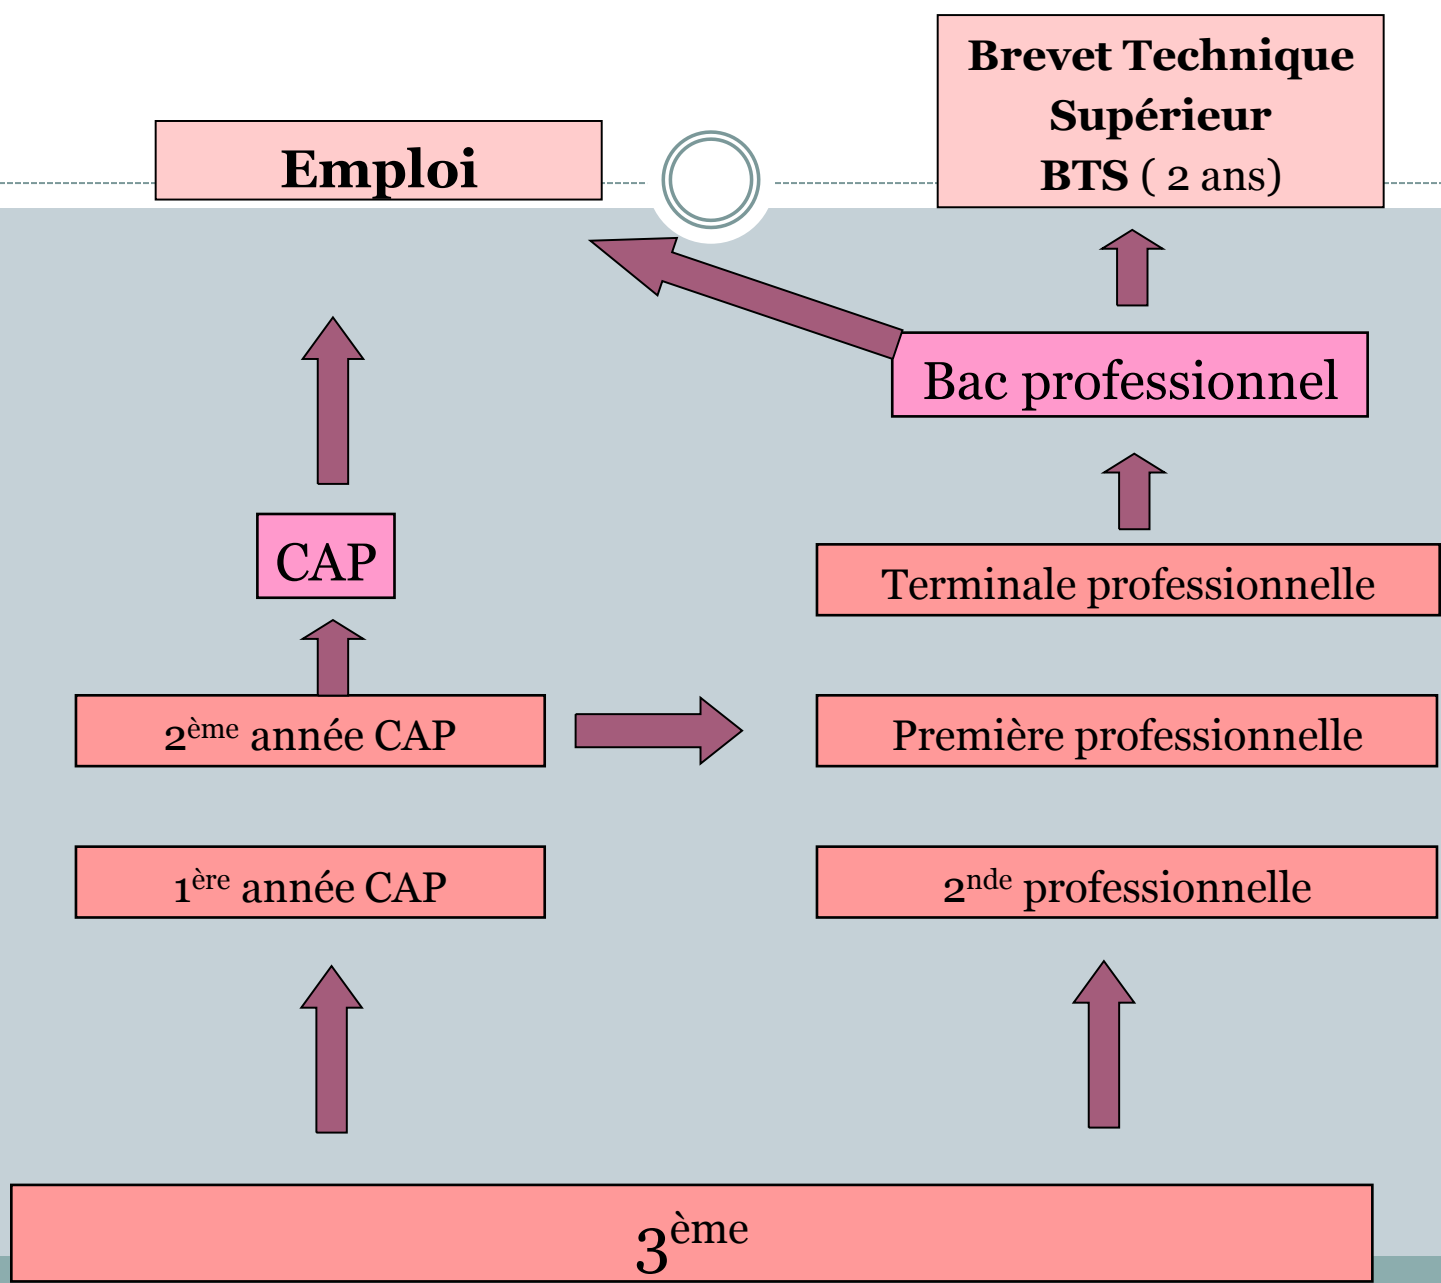 Brevet Technique
Supérieur
BTS ( 2 ans)
Emploi
Bac professionnel
CAP
Terminale professionnelle
2ème année CAP
Première professionnelle
1ère année CAP
2nde professionnelle
3ème